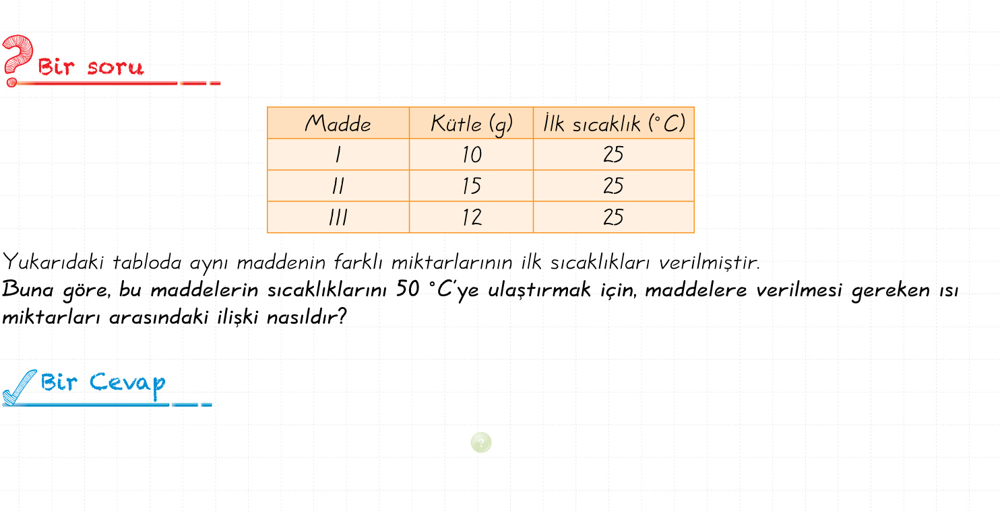 ?
Bir soru
Madde Kütle (g) İlk sıcaklık (°C)
I 10 25
II 15 25
III 12 25
Yukarıdaki tabloda aynı maddenin farklı miktarlarının ilk sıcaklıkları verilmiştir.
Buna göre, bu maddelerin sıcaklıklarını 50 °C'ye ulaştırmak için, maddelere verilmesi gereken ısı
miktarları arasındaki ilişki nasıldır?
Bir Cevap
?